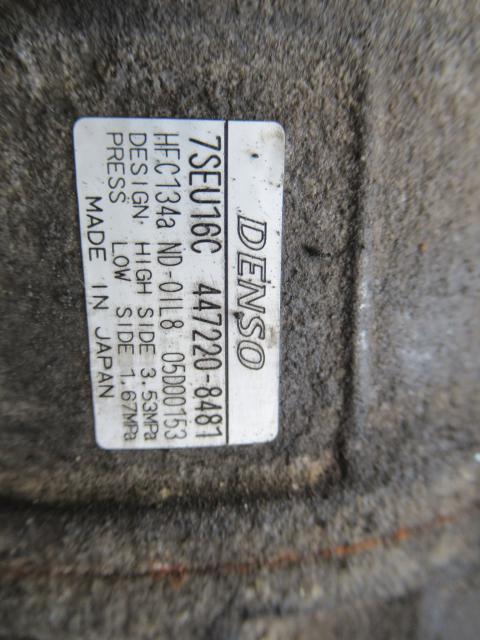 DENSO
7SEU16C 447220-8481
HFC134a ND-OIL8 05D00153
DESIGN HIGH SIDE 3.53MPa
PRESS LOW SIDE 1.67MPa
MADE IN JAPAN